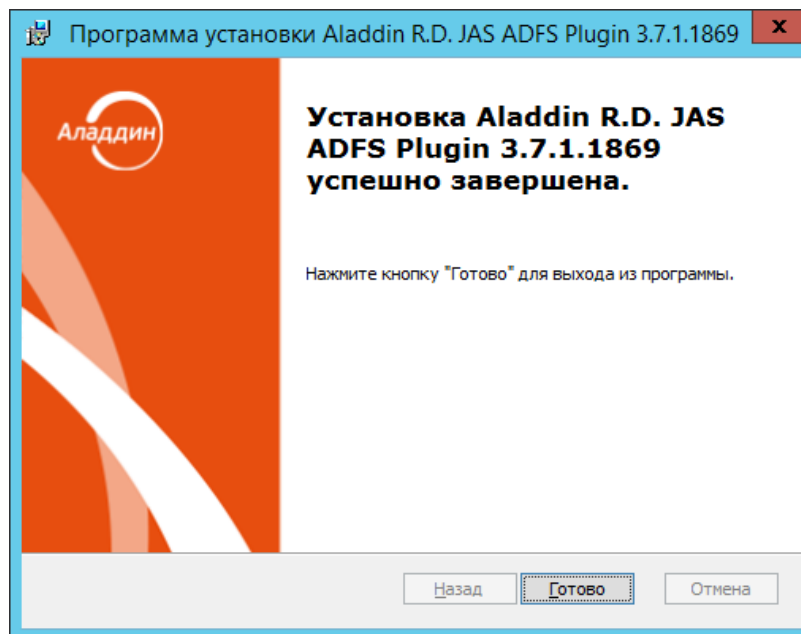 Программа установки Aladdin R.D. JAS ADFS Plugin 3.7.1.1869
x
Аладдин
Установка Aladdin R.D. JAS
ADFS Plugin 3.7.1.1869
успешно завершена.
Нажмите кнопку "Готово" для выхода из программы.
Назад
Готово
Отмена